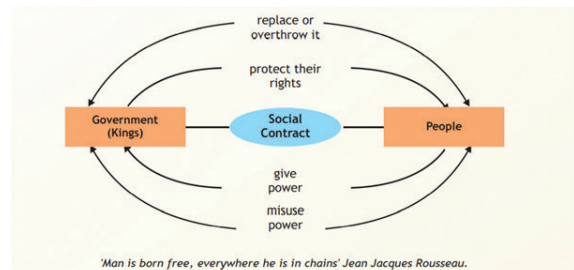 replace or
overthrow it
protect their
rights
Government
(Kings)
Social
Contract
People
give
power
misuse
power
'Man is born free, everywhere he is in chains' Jean Jacques Rousseau.